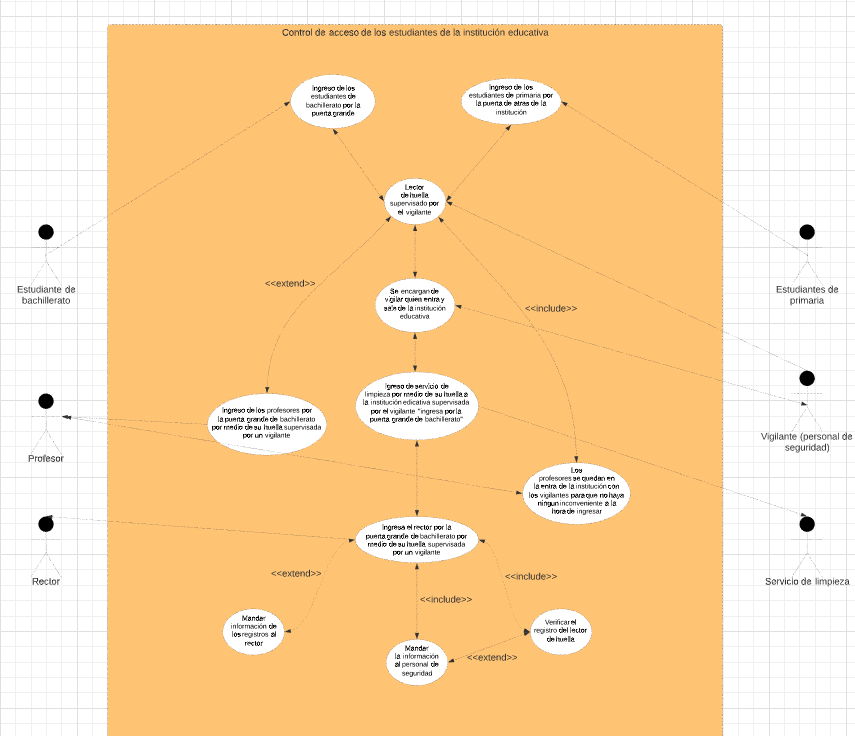 Control de acceso de los estudiantes de la institución educativa
Ingreso de los
estudiantes de
bachillerato por la
puerta grande
Ingreso de los
estudiantes de primaria por
la puerta de atras de la
institución
Lector
de huella
supervisado por
el vigilante
Estudiante de
bachillerato
Estudiantes de
primaria
<<extend>>
Se encargan de
vigilar quien entra y
sale de la institución
educativa
<<include>>
Igreso de servicio de
limpieza por medio de su huella a
la institución edicativa supervisada
por el vigilante "ingresa por la
puerta grande de bachillerato"
Ingreso de los profesores por
la puerta grande de bachillerato
por medio de su huella supervisada
por un vigilante
Profesor
Vigilante (personal de
seguridad)
Los
profesores se quedan en
la entra de la institución con
los vigilantes para que no haya
ningun inconveniente a la
hora de ingresar
Ingresa el rector por la
puerta grande de bachillerato por
medio de su huella supervisada
por un vigilante
Rector
Servicio de limpieza
<<extend>>
<<include>>
<<include>>
Mandar
información de
los registros al
rector
Verificar el
registro del lector
de huella
Mandar
la información
al personal de
seguridad
<<extend>>